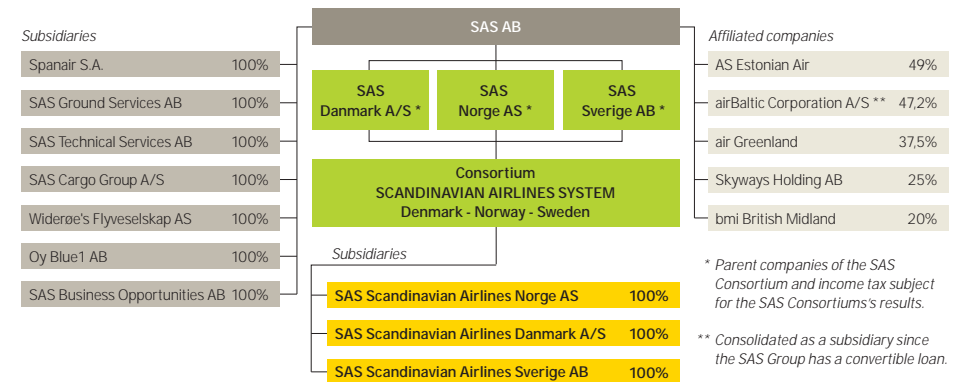 SAS AB
Subsidiaries
Spanair S.A. 100%
SAS Ground Services AB 100%
SAS Technical Services AB 100%
SAS Cargo Group A/S 100%
Widerøe's Flyveselskap AS 100%
Oy Blue1 AB 100%
SAS Business Opportunities AB 100%
SAS
Danmark A/S *
SAS
Norge AS *
SAS
Sverige AB *
Consortium
SCANDINAVIAN AIRLINES SYSTEM
Denmark - Norway - Sweden
Subsidiaries
SAS Scandinavian Airlines Norge AS 100%
SAS Scandinavian Airlines Danmark A/S 100%
SAS Scandinavian Airlines Sverige AB 100%
Affiliated companies
AS Estonian Air 49%
airBaltic Corporation A/S ** 47,2%
air Greenland 37,5%
Skyways Holding AB 25%
bmi British Midland 20%
* Parent companies of the SAS
Consortium and income tax subject
for the SAS Consortiums's results.
** Consolidated as a subsidiary since
the SAS Group has a convertible loan.